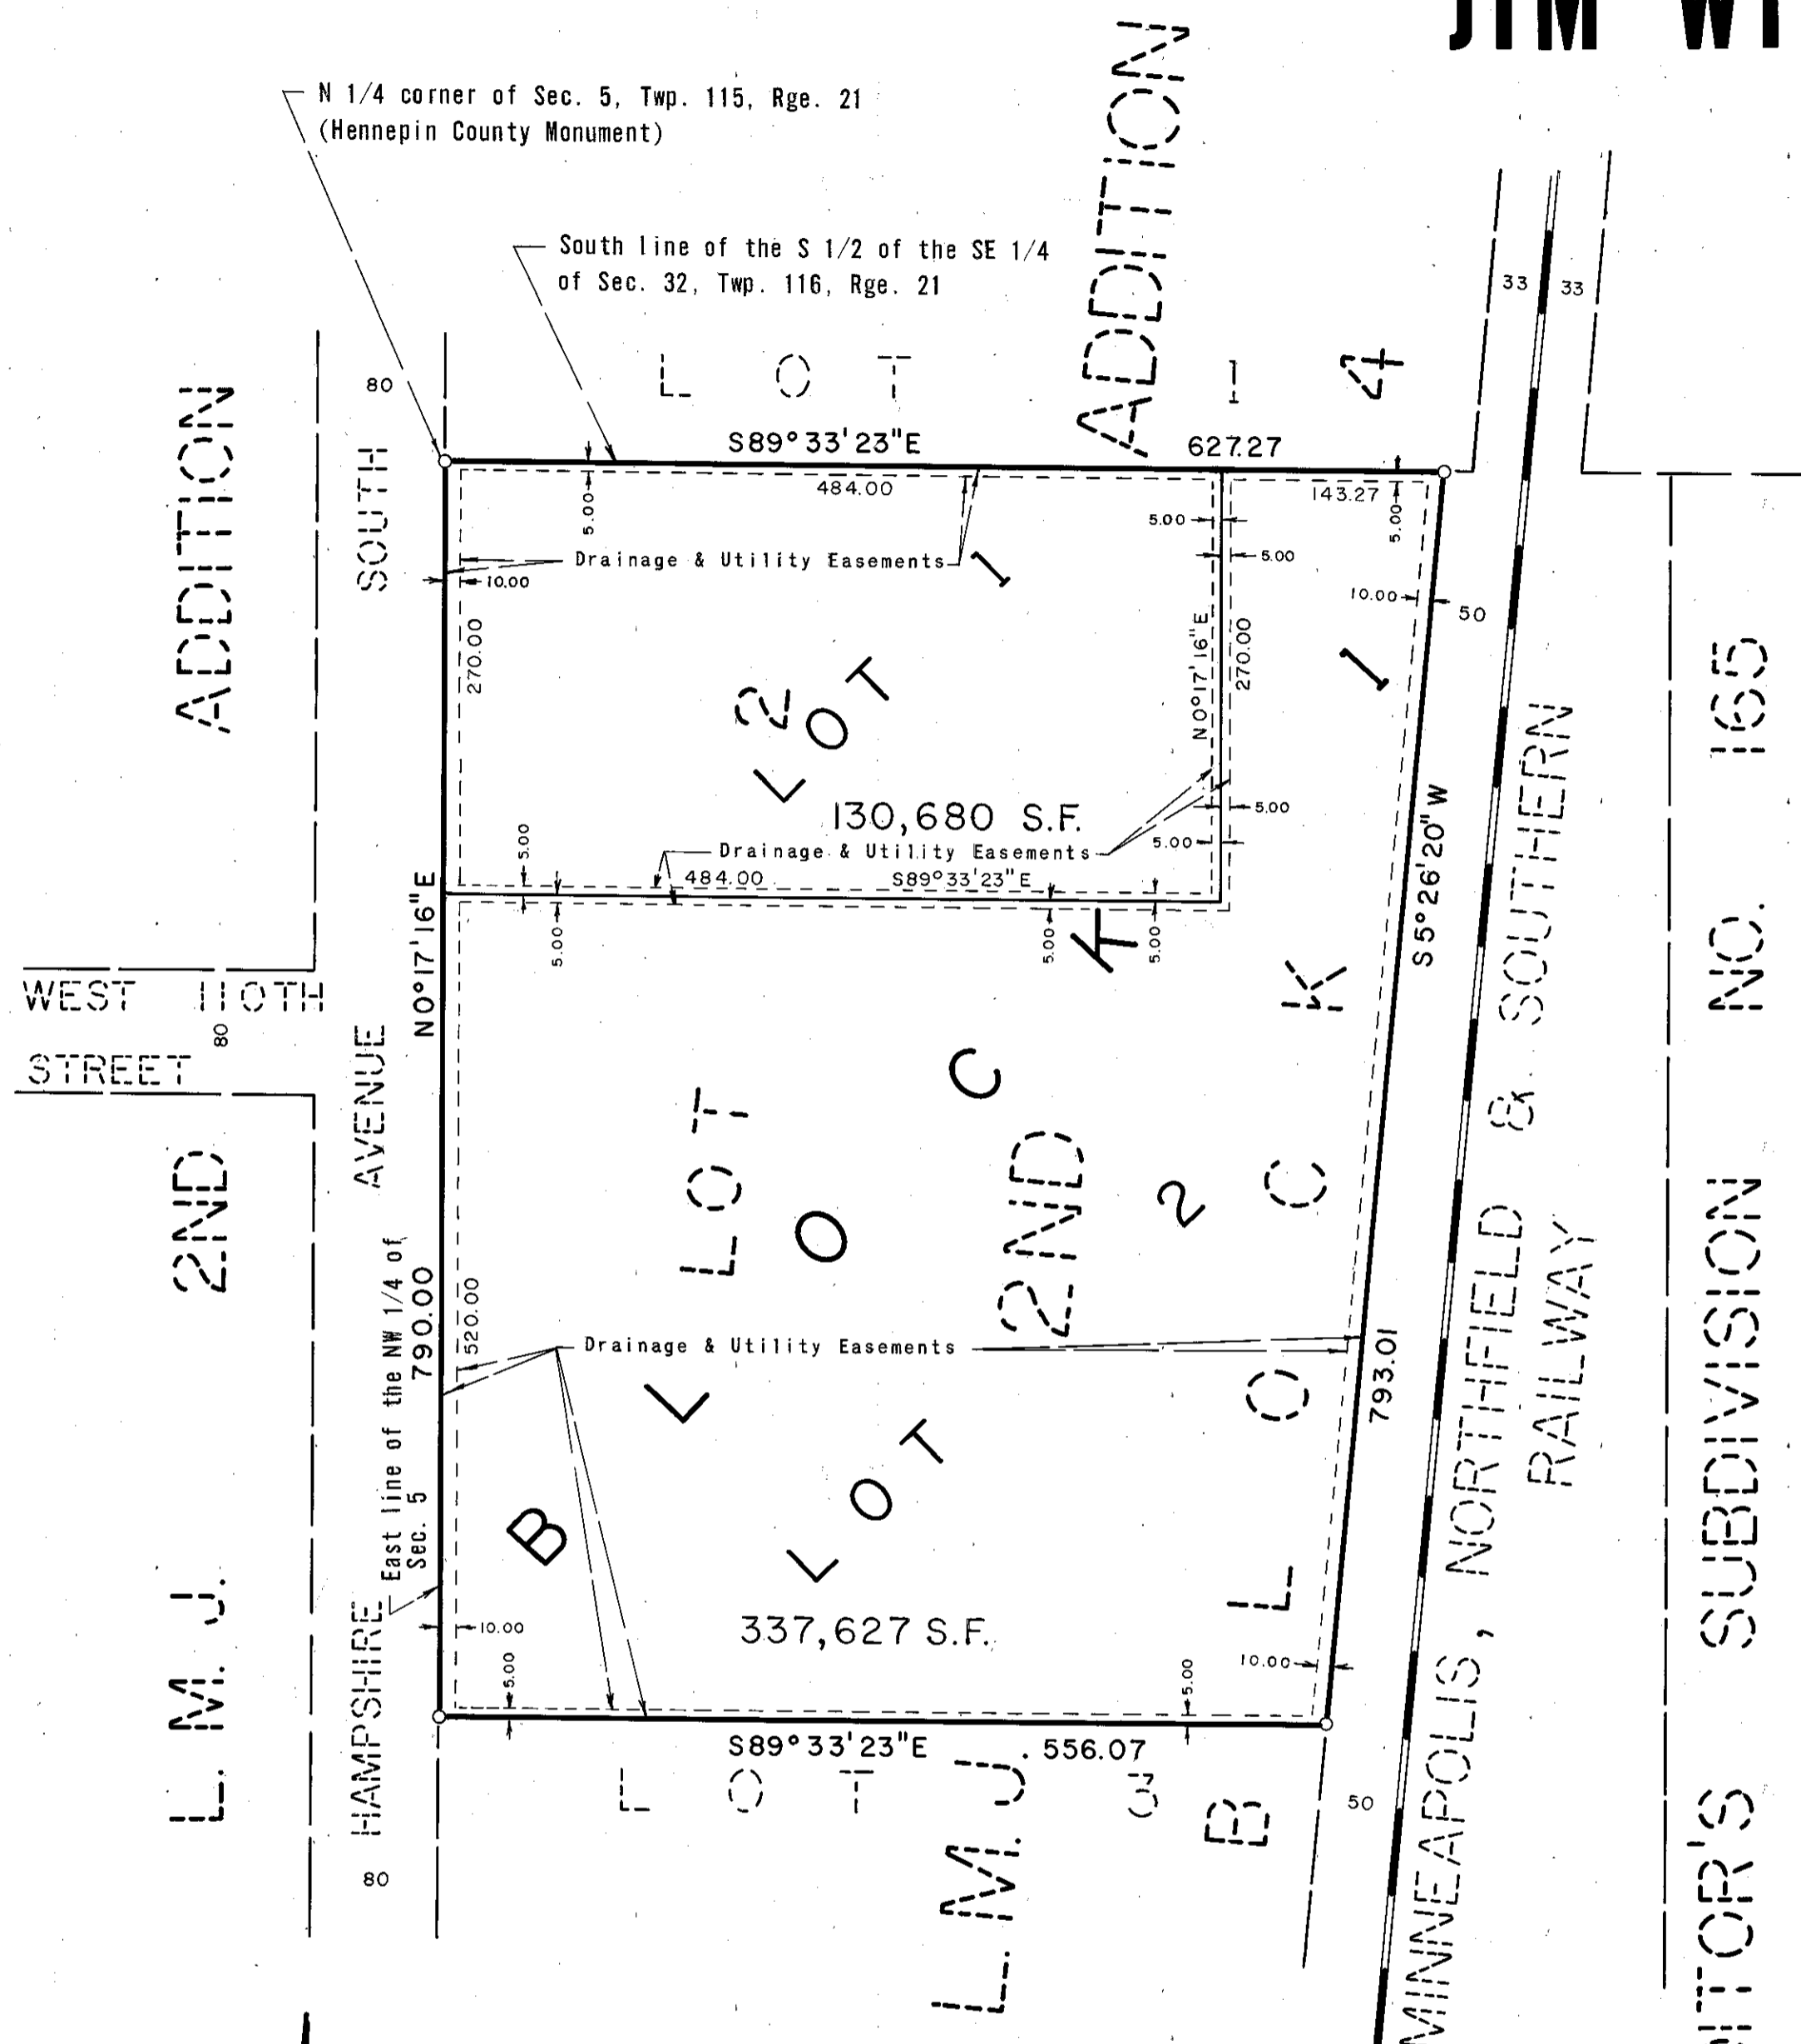 JIM WI
N 1/4 corner of Sec. 5, Twp. 115, Rge. 21
(Hennepin County Monument)
South line of the S 1/2 of the SE 1/4
of Sec. 32, Twp. 116, Rge. 21
ADDITION
33
33
80
LOT 1
4
ADDITION
SOUTH
S89°33'23"E
627.27
484.00
143.27
5.00
5.00
5.00
5.00
Drainage & Utility Easements
10.00
10.00
50
270.00
N0°17'16"E
270.00
LOT 1
2
130,680 S.F.
5.00
5.00
5.00
Drainage & Utility Easements
484.00
S89°33'23"E
5.00
5.00
5.00
WEST 110TH
STREET
80
AVENUE
N0°17'16"E
S5°26'20"W
BLOCK 1
LOT
2ND
BLOCK 1
2ND
LOT 2
790.00
520.00
East line of the NW 1/4 of
Sec. 5
Drainage & Utility Easements
793.01
MINNEAPOLIS, NORTHFIELD & SOUTHERN
RAILWAY
NO. 165
SUBDIVISION
ITOR'S
337,627 S.F.
10.00
5.00
5.00
10.00
S89°33'23"E
556.07
LOT 3
L. M. J.
HAMPSHIRE
L.M.J.
50
80